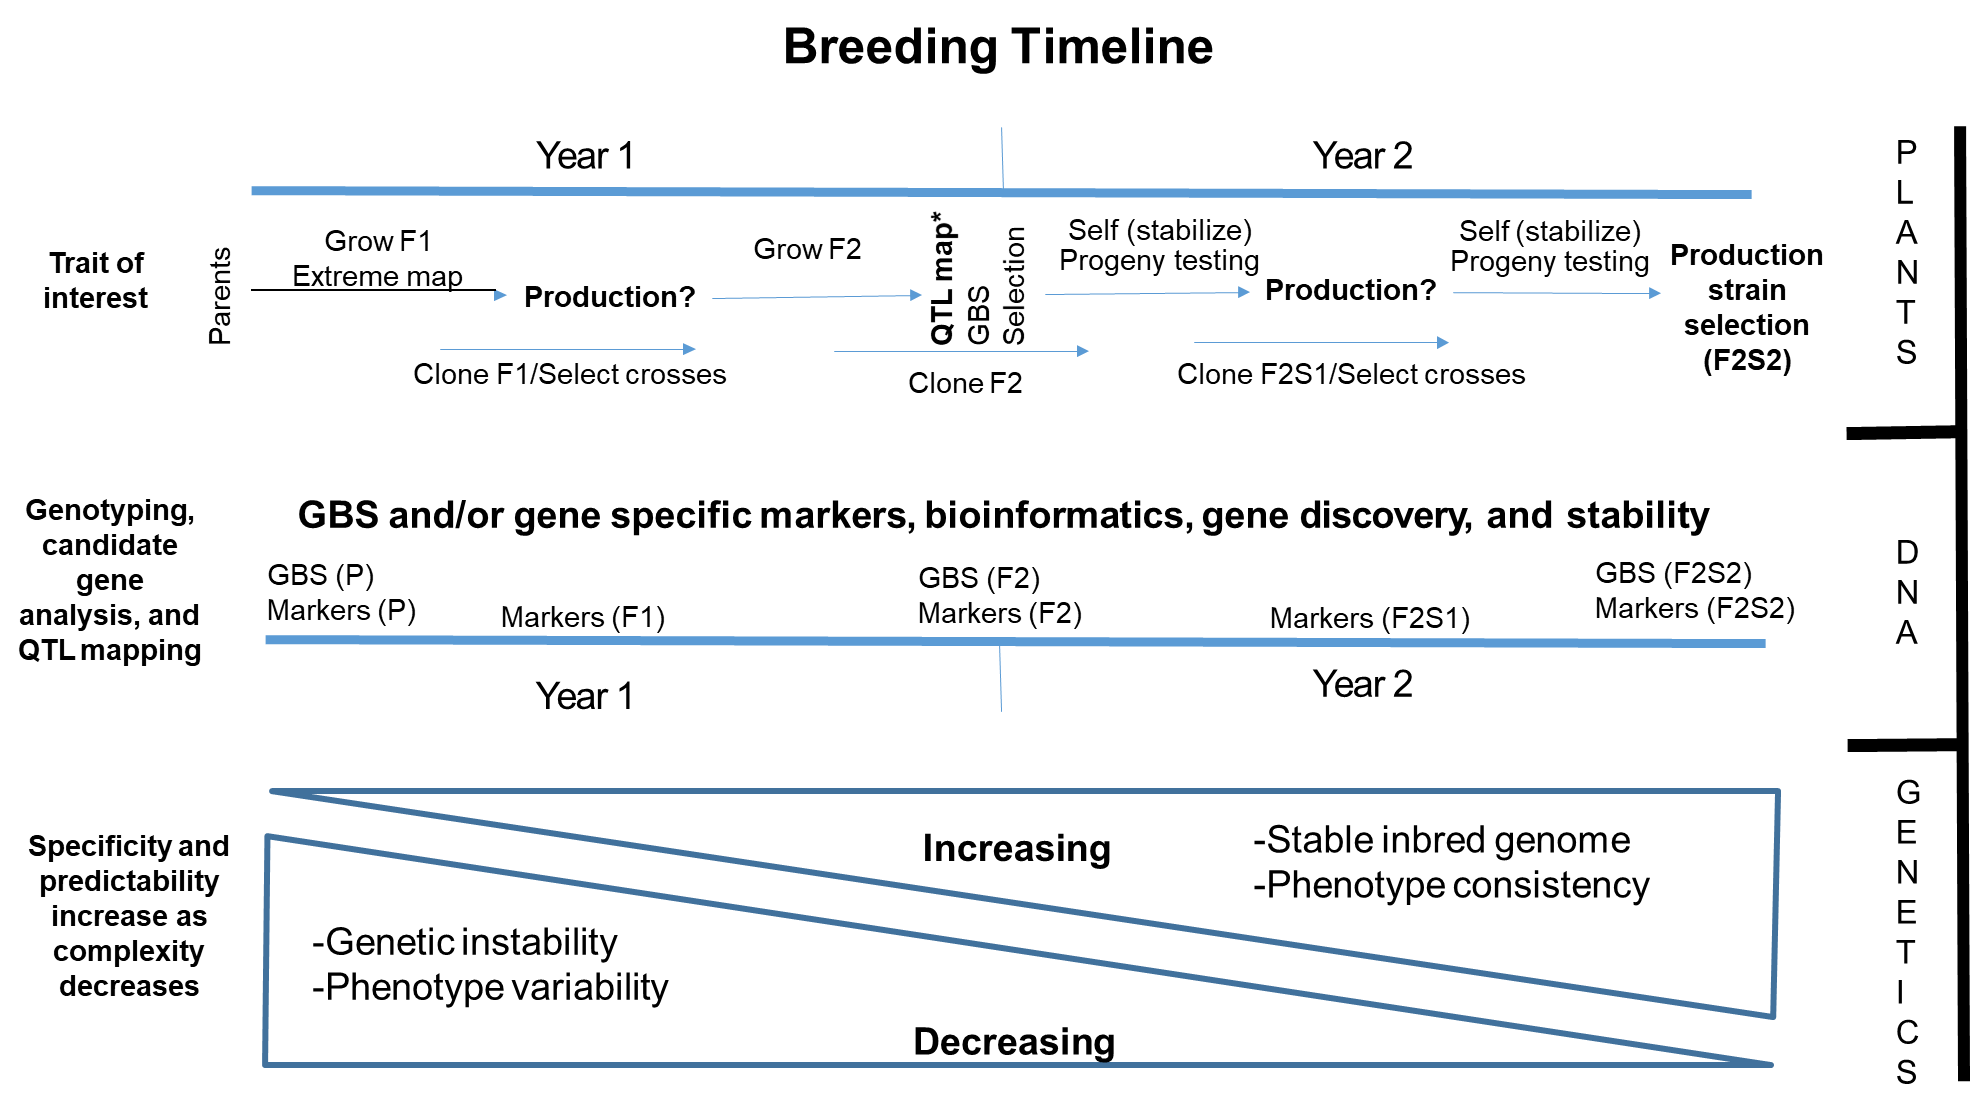 Breeding Timeline
Year 1
Year 2
Trait of
interest
Parents
Grow F1
Extreme map
Production?
Clone F1/Select crosses
Grow F2
QTL map*
GBS
Selection
Clone F2
Self (stabilize)
Progeny testing
Production?
Clone F2S1/Select crosses
Self (stabilize)
Progeny testing
Production
strain
selection
(F2S2)
PLANTS
Genotyping,
candidate
gene
analysis, and
QTL mapping
GBS and/or gene specific markers, bioinformatics, gene discovery, and stability
GBS (P)
Markers (P)
Markers (F1)
GBS (F2)
Markers (F2)
Markers (F2S1)
GBS (F2S2)
Markers (F2S2)
Year 1
Year 2
DNA
Specificity and
predictability
increase as
complexity
decreases
Increasing
-Stable inbred genome
-Phenotype consistency
-Genetic instability
-Phenotype variability
Decreasing
GENETICS